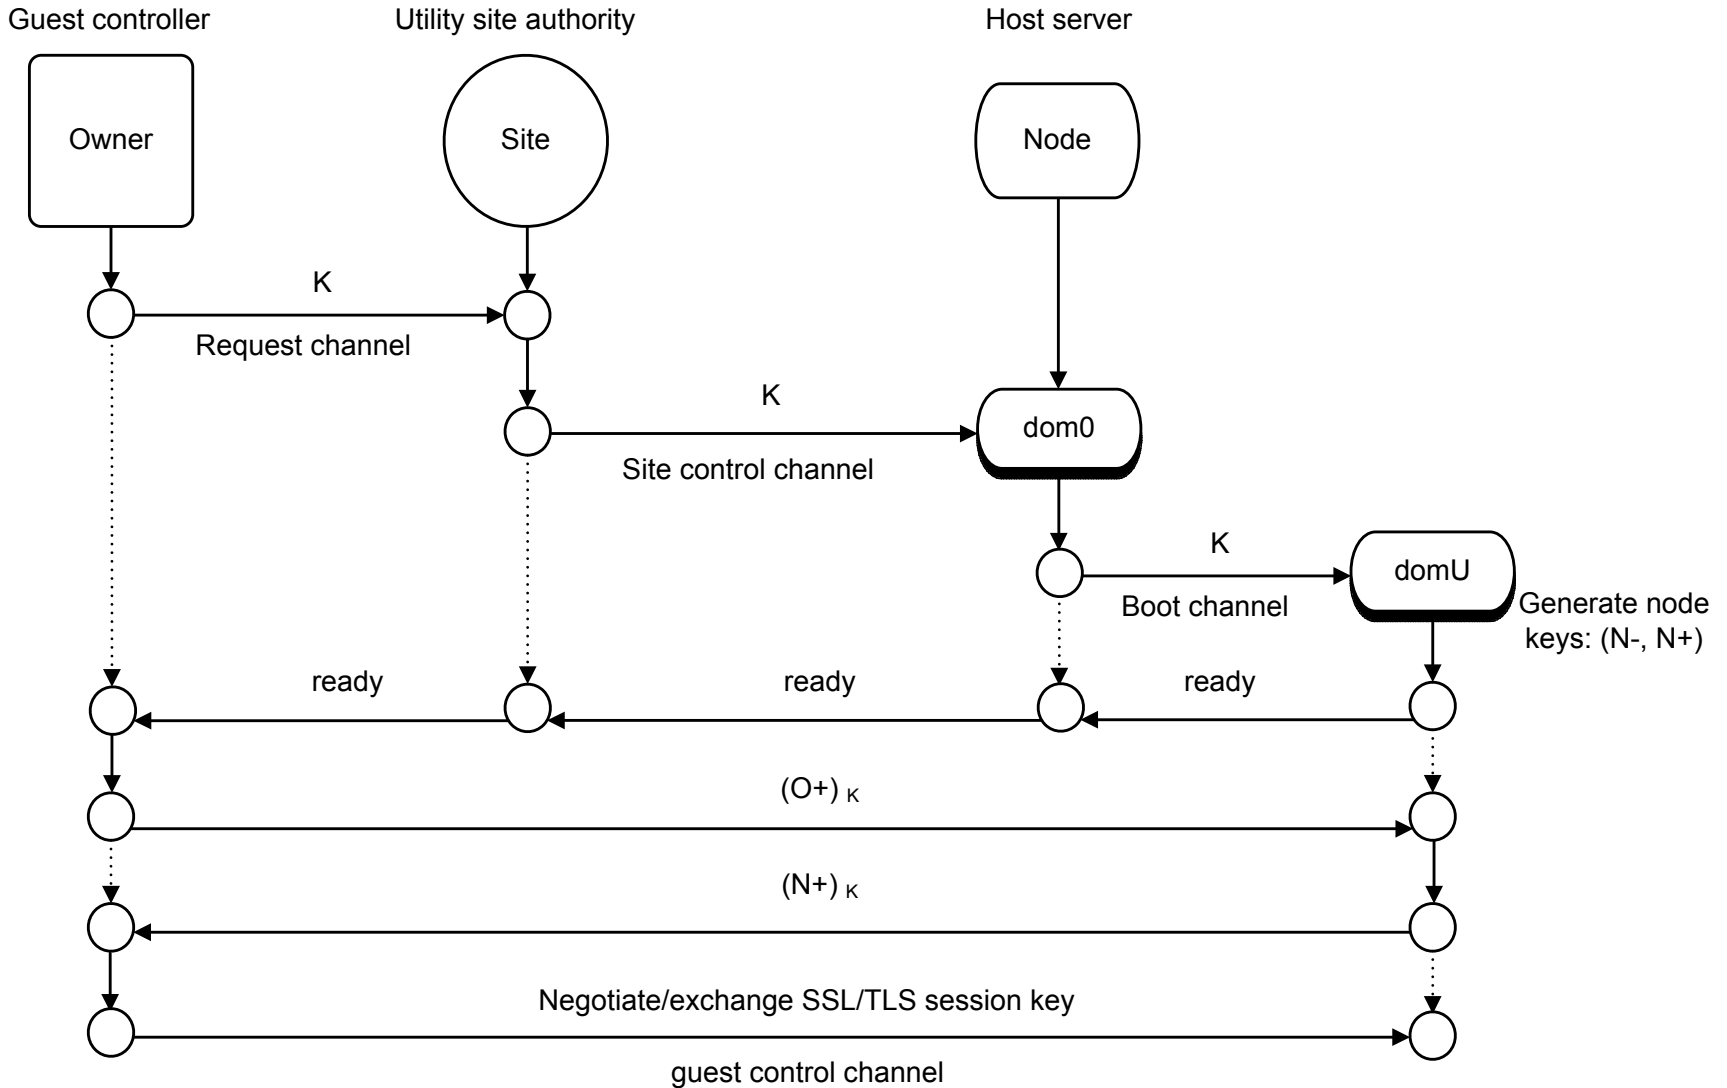 Guest controller
Utility site authority
Host server
Owner
Site
Node
K
Request channel
K
dom0
Site control channel
K
domU
Boot channel
Generate node
keys: (N-, N+)
ready
ready
ready
(O+) K
(N+) K
Negotiate/exchange SSL/TLS session key
guest control channel